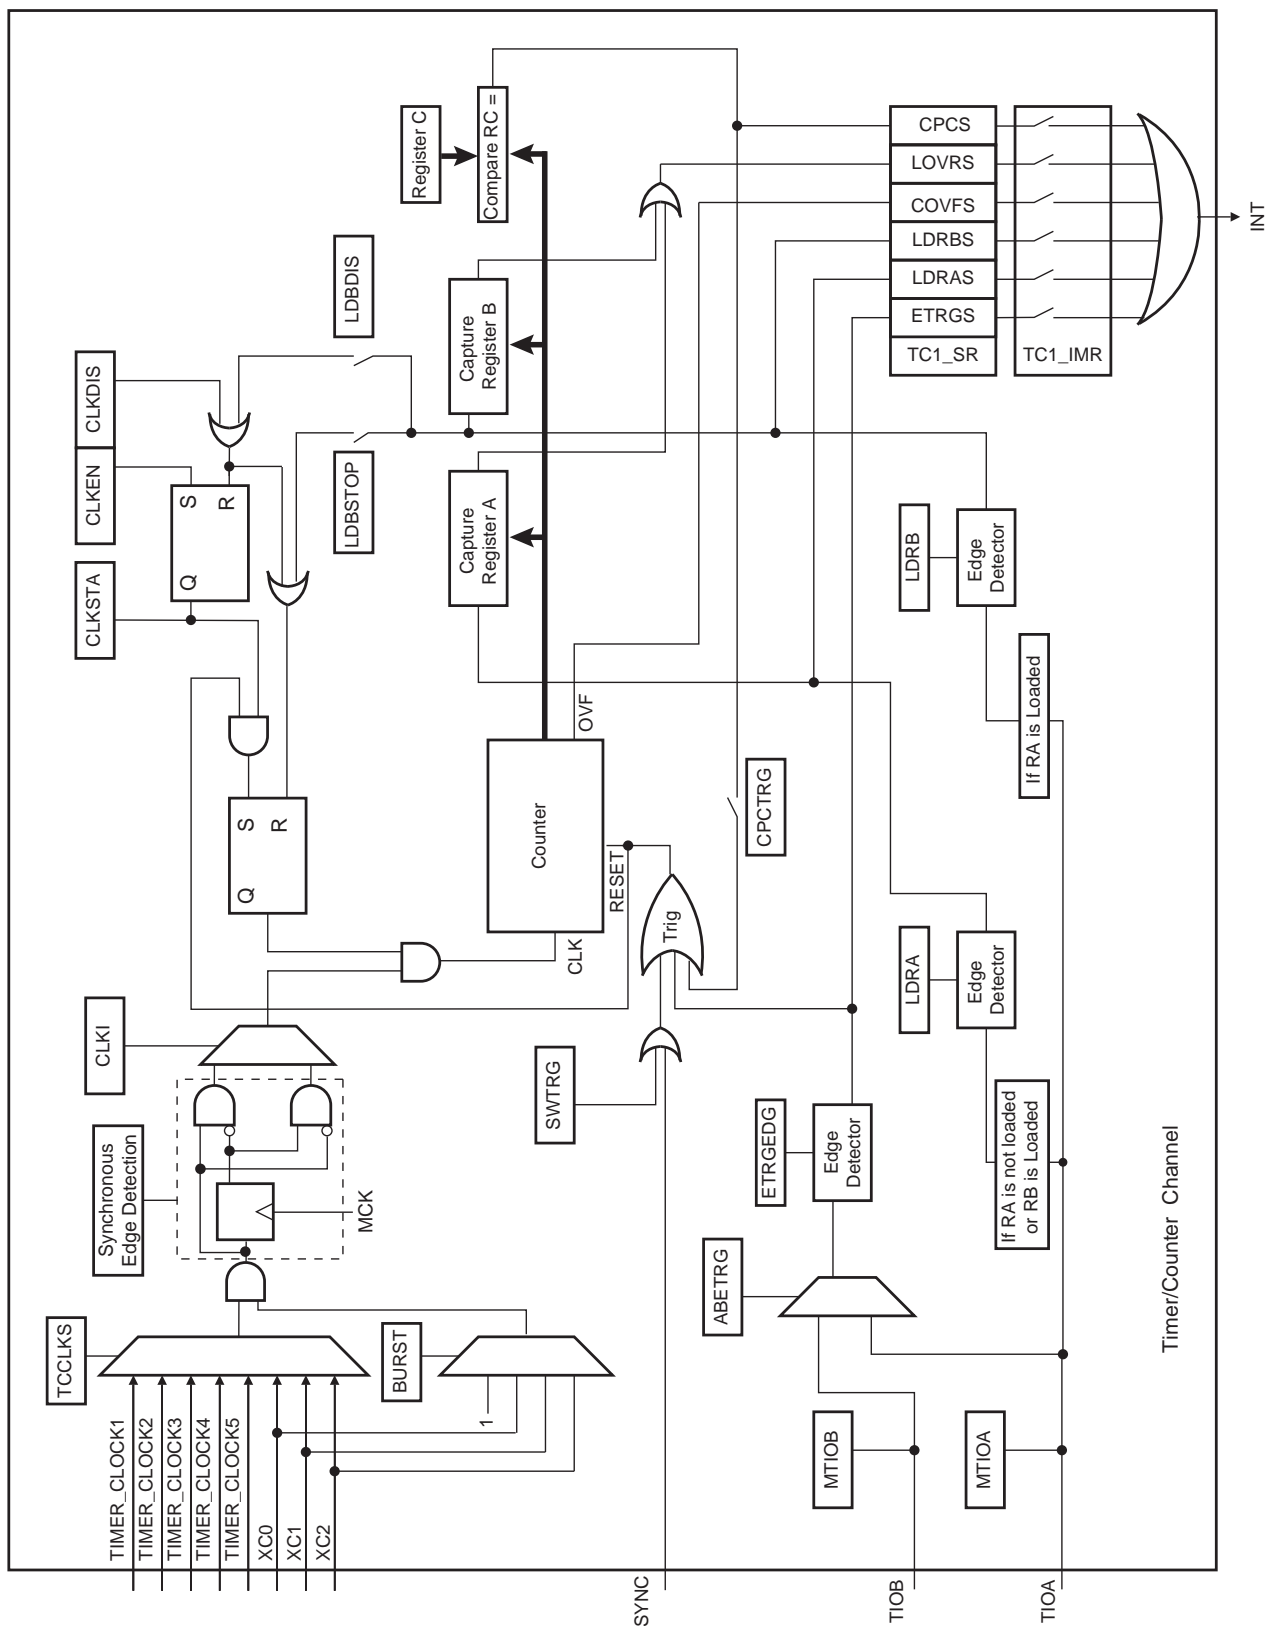 TCCLKS
TIMER_CLOCK1
TIMER_CLOCK2
TIMER_CLOCK3
TIMER_CLOCK4
TIMER_CLOCK5
XC0
XC1
XC2
BURST
1
Synchronous
Edge Detection
MCK
CLKI
CLKSTA
CLKEN
CLKDIS
Q
S
R
Q
S
R
LDBSTOP
LDBDIS
Capture
Register A
Capture
Register B
Register C
Compare RC =
Counter
CLK
OVF
RESET
Trig
SWTRG
SYNC
CPCTRG
ABETRG
ETRGEDG
Edge
Detector
MTIOB
TIOB
MTIOA
TIOA
LDRA
Edge
Detector
If RA is not loaded
or RB is Loaded
LDRB
Edge
Detector
If RA is Loaded
CPCS
LOVRS
COVFS
LDRBS
LDRAS
ETRGS
TC1_SR
TC1_IMR
INT
Timer/Counter Channel